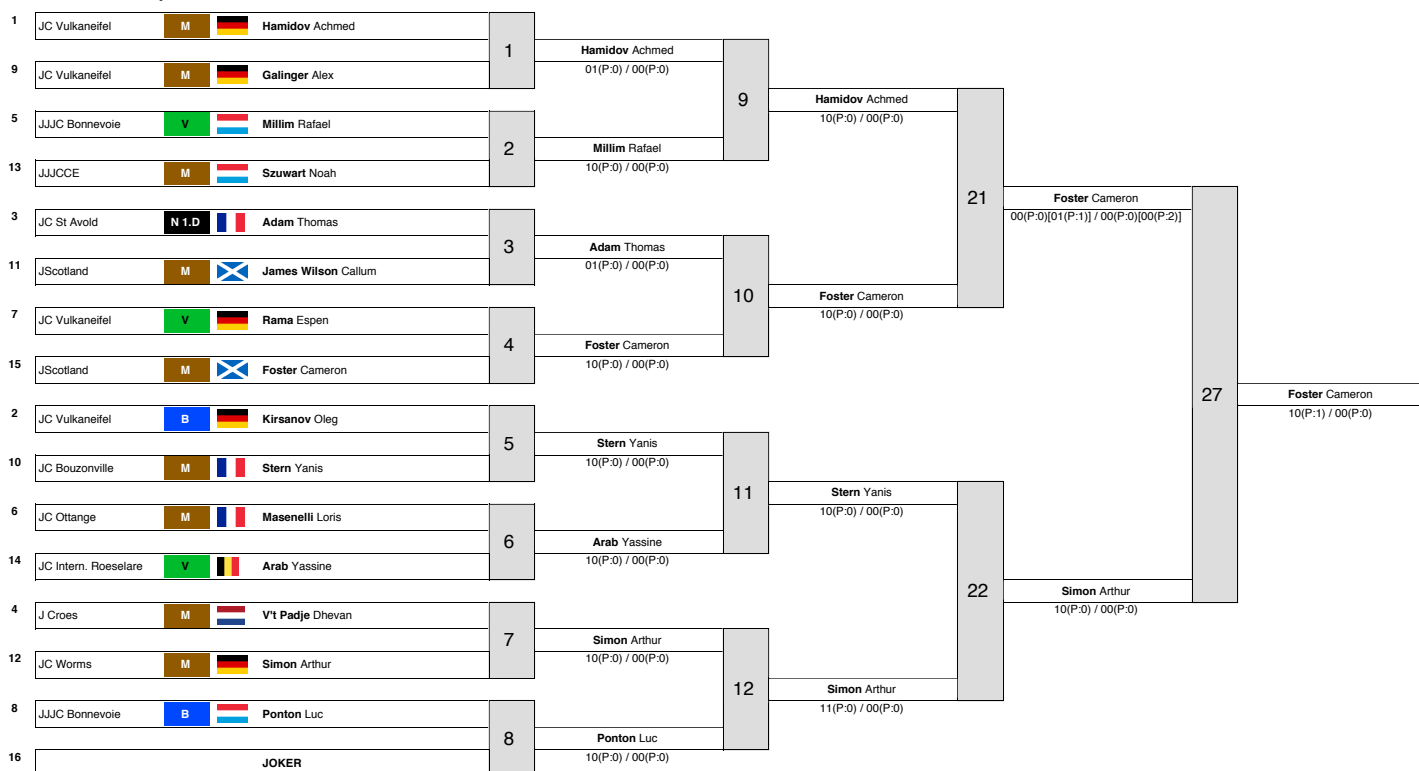 1 JC Vulkaneifel M Hamidov Achmed
1
Hamidov Achmed
01(P:0) / 00(P:0)
9 JC Vulkaneifel M Galinger Alex
9
Hamidov Achmed
10(P:0) / 00(P:0)
5 JJJC Bonnevoie V Millim Rafael
2
Millim Rafael
10(P:0) / 00(P:0)
13 JJJCCE M Szuwart Noah
21
Foster Cameron
00(P:0)[01(P:1)] / 00(P:0)[00(P:2)]
3 JC St Avold N 1.D Adam Thomas
3
Adam Thomas
01(P:0) / 00(P:0)
11 JScotland M James Wilson Callum
10
Foster Cameron
10(P:0) / 00(P:0)
7 JC Vulkaneifel V Rama Espen
4
Foster Cameron
10(P:0) / 00(P:0)
15 JScotland M Foster Cameron
27
Foster Cameron
10(P:1) / 00(P:0)
2 JC Vulkaneifel B Kirsanov Oleg
5
Stern Yanis
10(P:0) / 00(P:0)
10 JC Bouzonville M Stern Yanis
11
Stern Yanis
10(P:0) / 00(P:0)
6 JC Ottange M Masenelli Loris
6
Arab Yassine
10(P:0) / 00(P:0)
14 JC Intern. Roeselare V Arab Yassine
22
Simon Arthur
10(P:0) / 00(P:0)
4 J Croes M V't Padje Dhevan
7
Simon Arthur
10(P:0) / 00(P:0)
12 JC Worms M Simon Arthur
12
Simon Arthur
11(P:0) / 00(P:0)
8 JJJC Bonnevoie B Ponton Luc
8
Ponton Luc
10(P:0) / 00(P:0)
16 JOKER